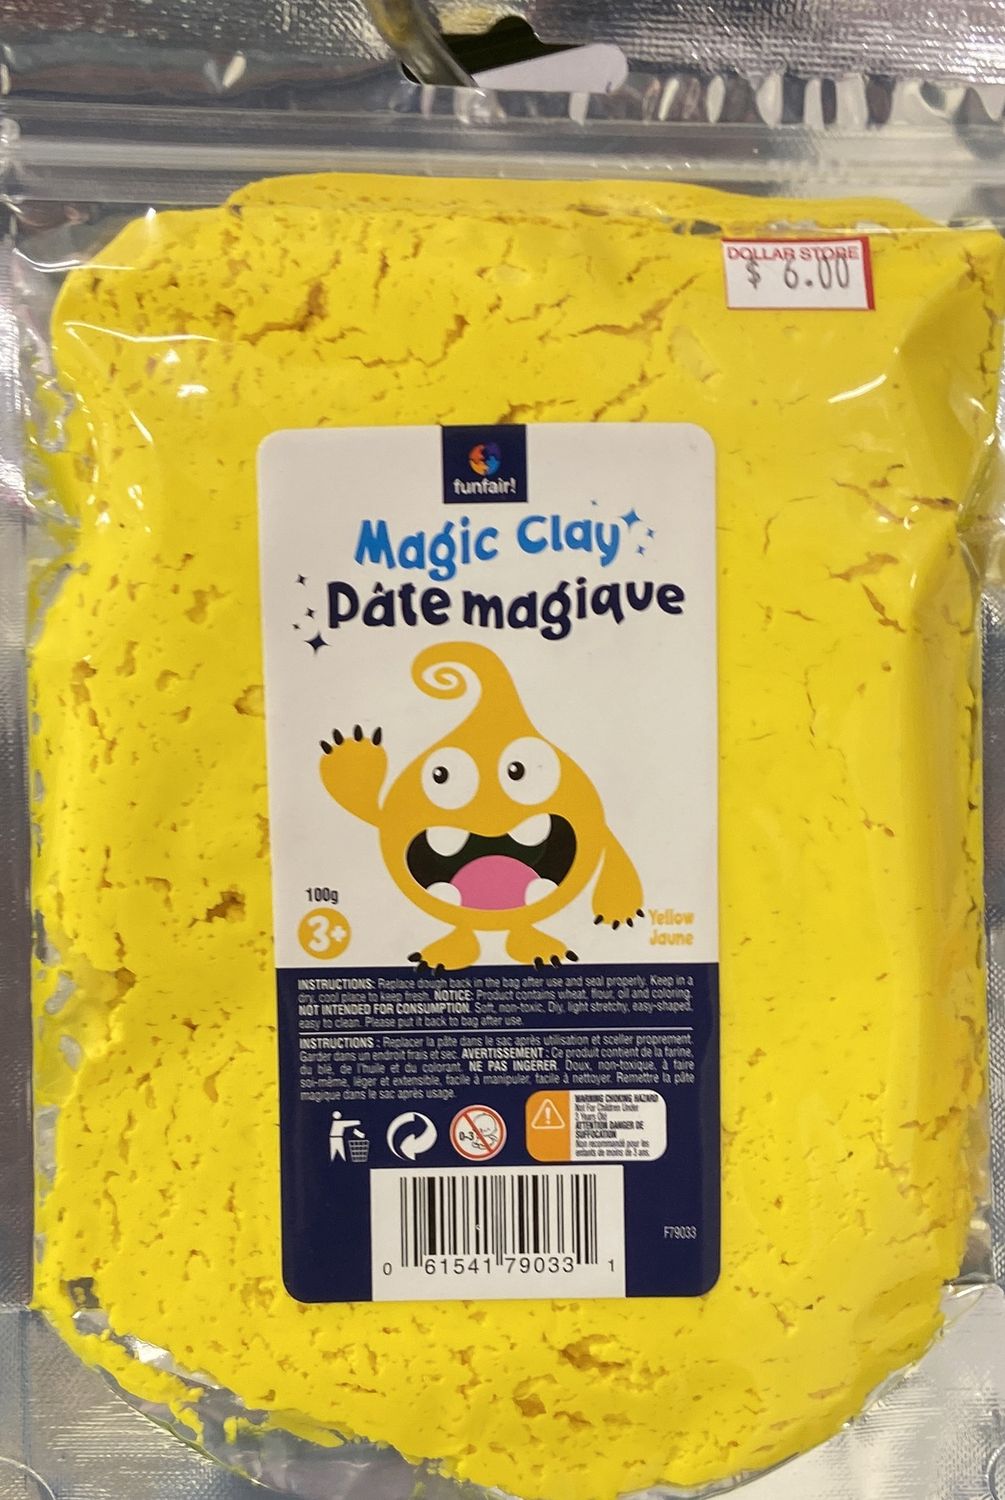 DOLLAR STORE
$ 6.00
funfair!
Magic Clay
Pâte magique
100g
3+
Yellow
Jaune
INSTRUCTIONS: Replace dough back in the bag after use and seal properly. Keep in a
dry, cool place to keep fresh. NOTICE: Product contains wheat, flour, oil and coloring.
NOT INTENDED FOR CONSUMPTION. Soft, non-toxic, Diy, light stretchy, easy-shaped,
easy to clean. Please put it back to bag after use.
INSTRUCTIONS : Replacer la pâte dans le sac après utilisation et sceller proprement.
Garder dans un endroit frais et sec. AVERTISSEMENT : Ce produit contient de la farine,
du blé, de l'huile et du colorant. NE PAS INGÉRER. Doux, non-toxique, à faire
soi-même, léger et extensible, facile à manipuler, facile à nettoyer. Remettre la pâte
magique dans le sac après usage.
0-3
WARNING CHOKING HAZARD
Not For Children Under
3 Years Old
ATTENTION DANGER DE
SUFFOCATION
Non recommandé pour les
enfants de moins de 3 ans.
F79033
0 61541 79033 1